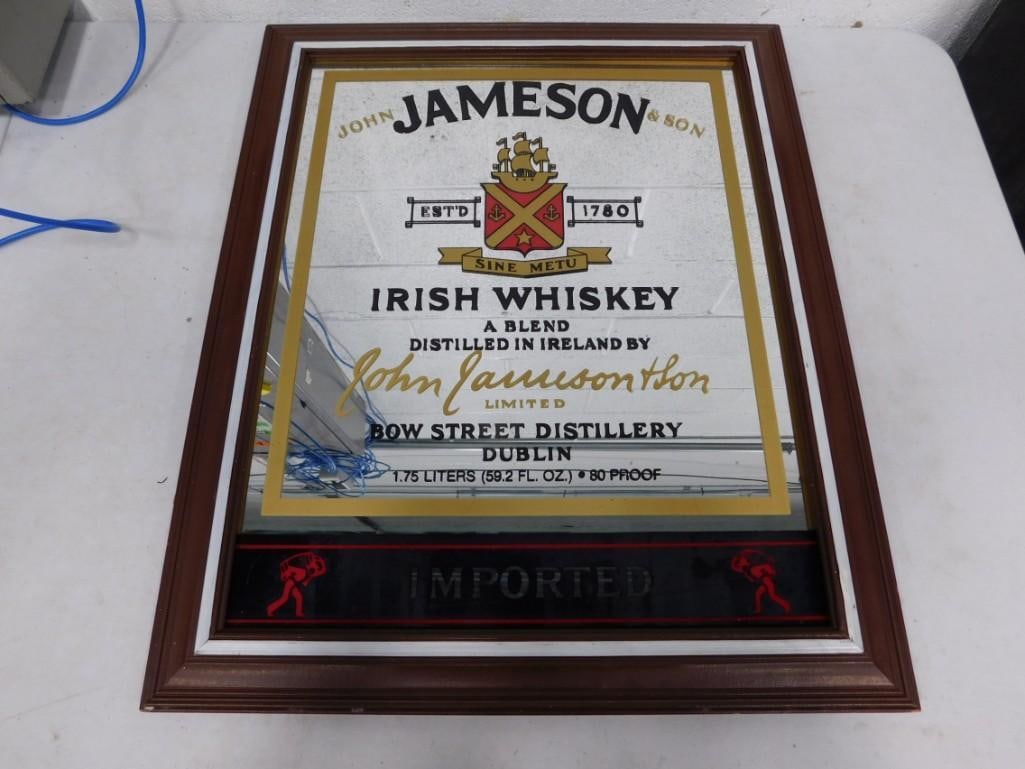 JOHN JAMESON & SON
EST'D 1780
SINE METU
IRISH WHISKEY
A BLEND
DISTILLED IN IRELAND BY
John Jameson & Son
LIMITED
BOW STREET DISTILLERY
DUBLIN
1.75 LITERS (59.2 FL. OZ.) • 80 PROOF
IMPORTED